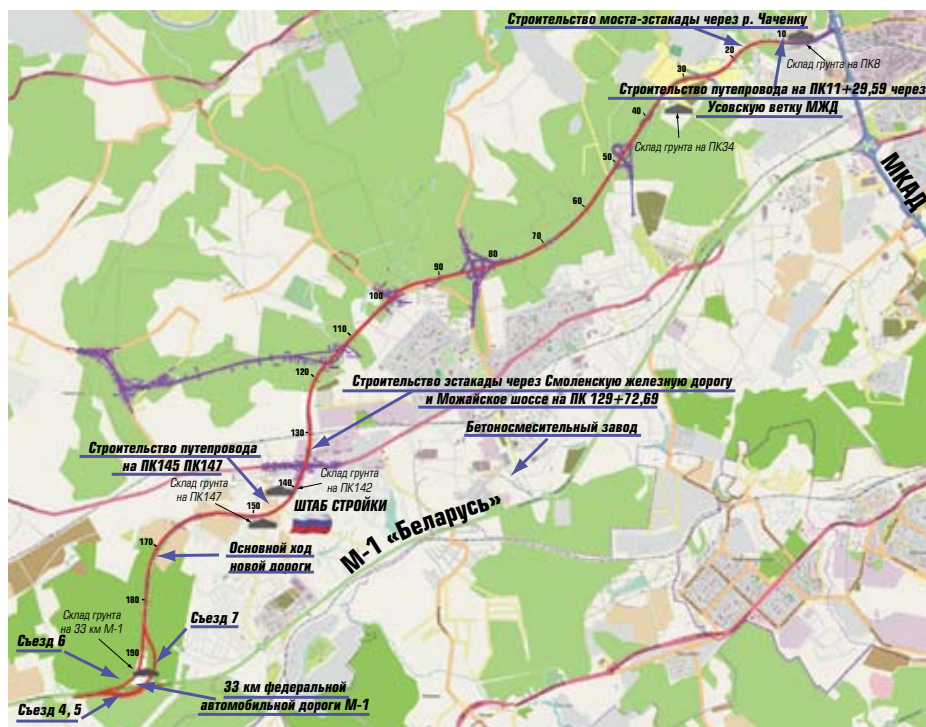 Строительство моста-эстакады через р. Чаченку
10
20
Склад грунта на ПК8
30
Строительство путепровода на ПК11+29,59 через
Усовскую ветку МЖД
40
Склад грунта на ПК34
МКАД
50
60
70
80
90
100
110
120
Строительство эстакады через Смоленскую железную дорогу
и Можайское шоссе на ПК 129+72,69
130
Бетоносмесительный завод
Строительство путепровода
на ПК145 ПК147
Склад грунта
на ПК142
140
Склад грунта
на ПК147
150
ШТАБ СТРОЙКИ
М-1 «Беларусь»
170
Основной ход
новой дороги
180
Склад грунта
на 33 км М-1
Съезд 7
Съезд 6
190
33 км федеральной
автомобильной дороги М-1
Съезд 4, 5